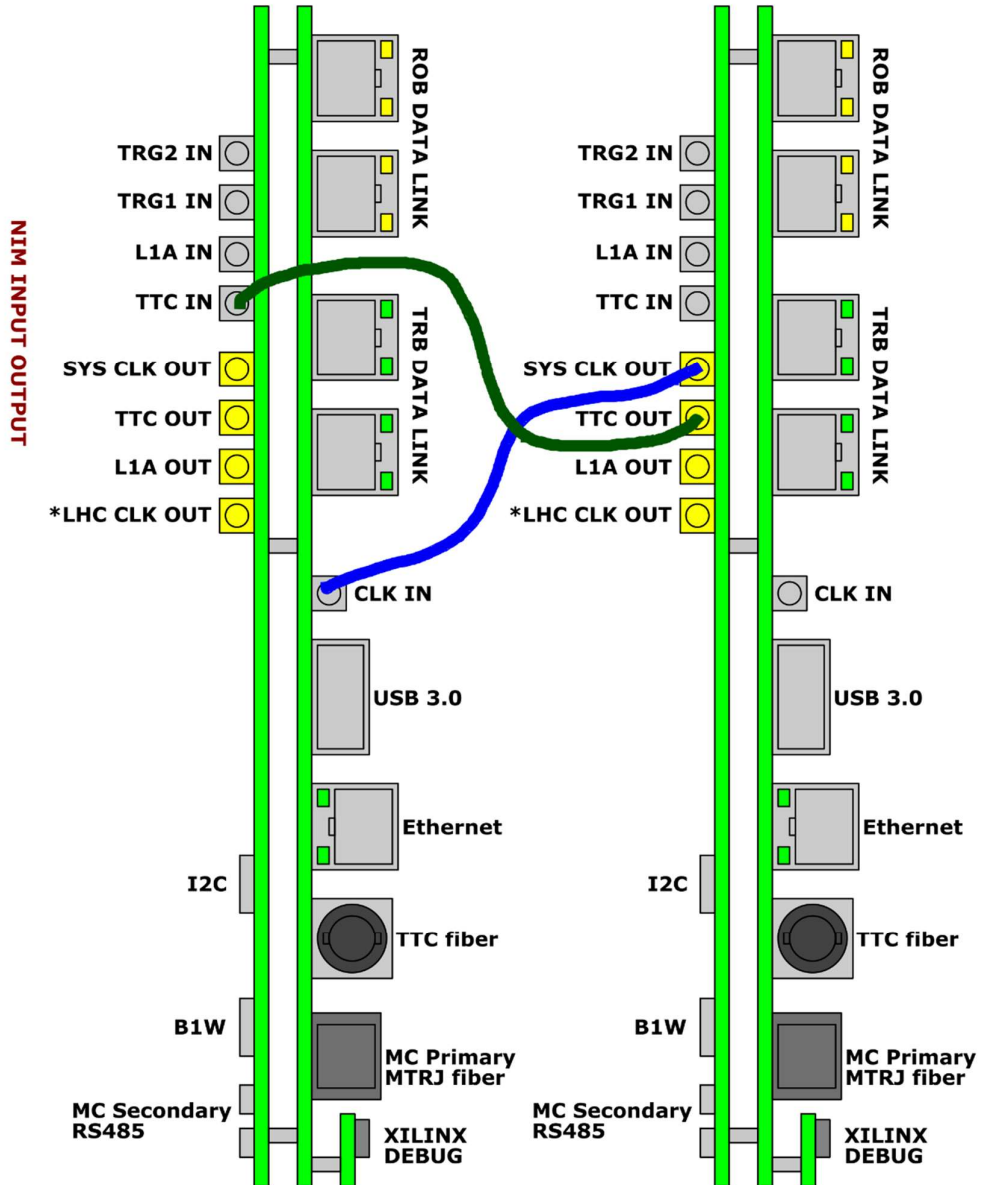 NIM INPUT OUTPUT
ROB DATA LINK
TRG2 IN
TRG1 IN
L1A IN
TTC IN
SYS CLK OUT
TTC OUT
L1A OUT
*LHC CLK OUT
TRB DATA LINK
CLK IN
USB 3.0
Ethernet
I2C
TTC fiber
B1W
MC Primary
MTRJ fiber
MC Secondary
RS485
XILINX
DEBUG
ROB DATA LINK
TRG2 IN
TRG1 IN
L1A IN
TTC IN
SYS CLK OUT
TTC OUT
L1A OUT
*LHC CLK OUT
TRB DATA LINK
CLK IN
USB 3.0
Ethernet
I2C
TTC fiber
B1W
MC Primary
MTRJ fiber
MC Secondary
RS485
XILINX
DEBUG